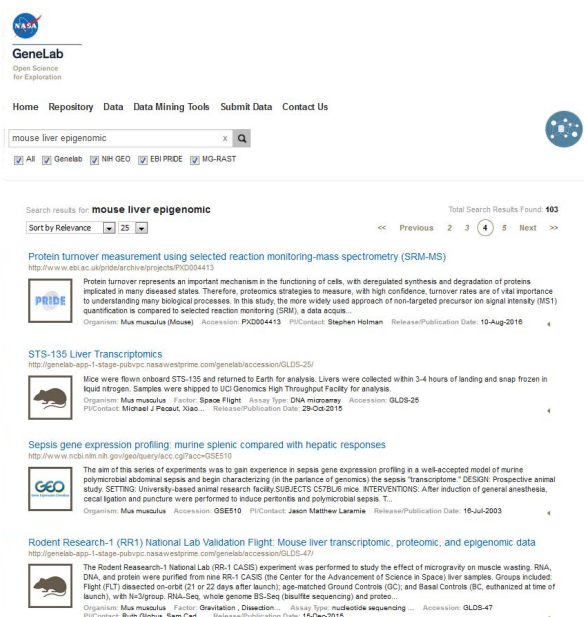 NASA
GeneLab
Open Science
for Exploration
Home Repository Data Data Mining Tools Submit Data Contact Us
mouse liver epigenomic x
All Genelab NIH GEO EBI PRIDE MG-RAST
Search results for: mouse liver epigenomic Total Search Results Found: 103
Sort by Relevance 25 << Previous 2 3 4 5 Next >>
Protein turnover measurement using selected reaction monitoring-mass spectrometry (SRM-MS)
http://www.ebi.ac.uk/pride/archive/projects/PXD004413
PRIDE
Protein turnover represents an important mechanism in the functioning of cells, with deregulated synthesis and degradation of proteins
implicated in many diseased states. Therefore, proteomics strategies to measure, with high confidence, turnover rates are of vital importance
to understanding many biological processes. In this study, the more widely used approach of non-targeted precursor ion signal intensity (MS1)
quantification is compared to selected reaction monitoring (SRM), a data acquis...
Organism: Mus musculus (Mouse) Accession: PXD004413 PI/Contact: Stephen Holman Release/Publication Date: 10-Aug-2016
STS-135 Liver Transcriptomics
http://genelab-app-1-stage-pubvpc.nasawestprime.com/genelab/accession/GLDS-25/
Mice were flown onboard STS-135 and returned to Earth for analysis. Livers were collected within 3-4 hours of landing and snap frozen in
liquid nitrogen. Samples were shipped to UCI Genomics High Throughput Facility for analysis.
Organism: Mus musculus Factor: Space Flight Assay Type: DNA microarray Accession: GLDS-25
PI/Contact: Michael J Pecaut, Xiao... Release/Publication Date: 29-Oct-2015
Sepsis gene expression profiling: murine splenic compared with hepatic responses
http://www.ncbi.nlm.nih.gov/geo/query/acc.cgi?acc=GSE510
GEO
Gene Expression Omnibus
The aim of this series of experiments was to gain experience in sepsis gene expression profiling in a well-accepted model of murine
polymicrobial abdominal sepsis and begin characterizing (in the parlance of genomics) the sepsis "transcriptome." DESIGN: Prospective animal
study. SETTING: University-based animal research facility.SUBJECTS C57BL/6 mice. INTERVENTIONS: After induction of general anesthesia,
cecal ligation and puncture were performed to induce peritonitis and polymicrobial sepsis. T...
Organism: Mus musculus Accession: GSE510 PI/Contact: Jason Matthew Laramie Release/Publication Date: 16-Jul-2003
Rodent Research-1 (RR1) National Lab Validation Flight: Mouse liver transcriptomic, proteomic, and epigenomic data
http://genelab-app-1-stage-pubvpc.nasawestprime.com/genelab/accession/GLDS-47/
The Rodent Reasearch-1 National Lab (RR-1 CASIS) experiment was performed to study the effect of microgravity on muscle wasting. RNA,
DNA, and protein were purified from nine RR-1 CASIS (the Center for the Advancement of Science in Space) liver samples. Groups included:
Flight (FLT) dissected on-orbit (21 or 22 days after launch); age-matched Ground Controls (GC); and Basal Controls (BC, euthanized at time of
launch), with N=3/group. RNA-Seq, whole genome BS-Seq (bisulfite sequencing) and proteo...
Organism: Mus musculus Factor: Gravitation , Dissection... Assay Type: nucleotide sequencing ... Accession: GLDS-47
PI/Contact: Ruth Globus, Sam Cad... Release/Publication Date: 15-Dec-2015